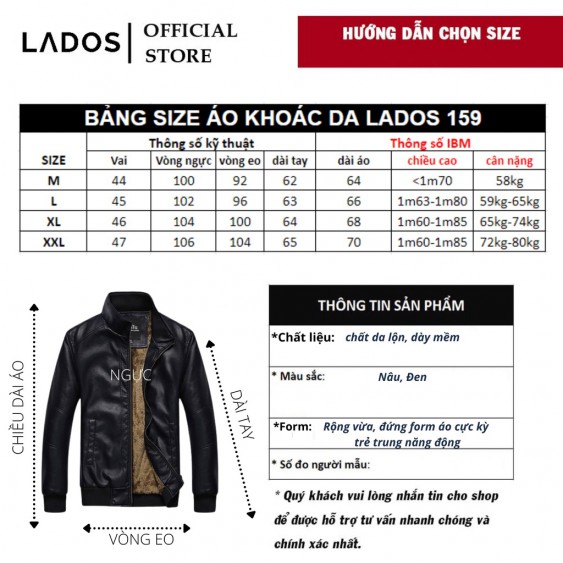 LADOS
OFFICIAL
STORE
HƯỚNG DẪN CHỌN SIZE
BẢNG SIZE ÁO KHOÁC DA LADOS 159
Thông số kỹ thuật Thông số IBM
SIZE Vai Vòng ngực vòng eo dài tay dài áo chiều cao cân nặng
M 44 100 92 62 64 <1m70 58kg
L 45 102 96 63 66 1m63-1m80 59kg-65kg
XL 46 104 100 64 68 1m60-1m85 65kg-74kg
XXL 47 106 104 65 70 1m60-1m85 72kg-80kg
THÔNG TIN SẢN PHẨM
*Chất liệu: chất da lộn, dày mềm
* Màu sắc: Nâu, Đen
*Form: Rộng vừa, đứng form áo cực kỳ
trẻ trung năng động
* Số đo người mẫu:
* Quý khách vui lòng nhắn tin cho shop
để được hỗ trợ tư vấn nhanh chóng và
chính xác nhất.
CHIỀU DÀI ÁO
NGỰC
DÀI TAY
VÒNG EO